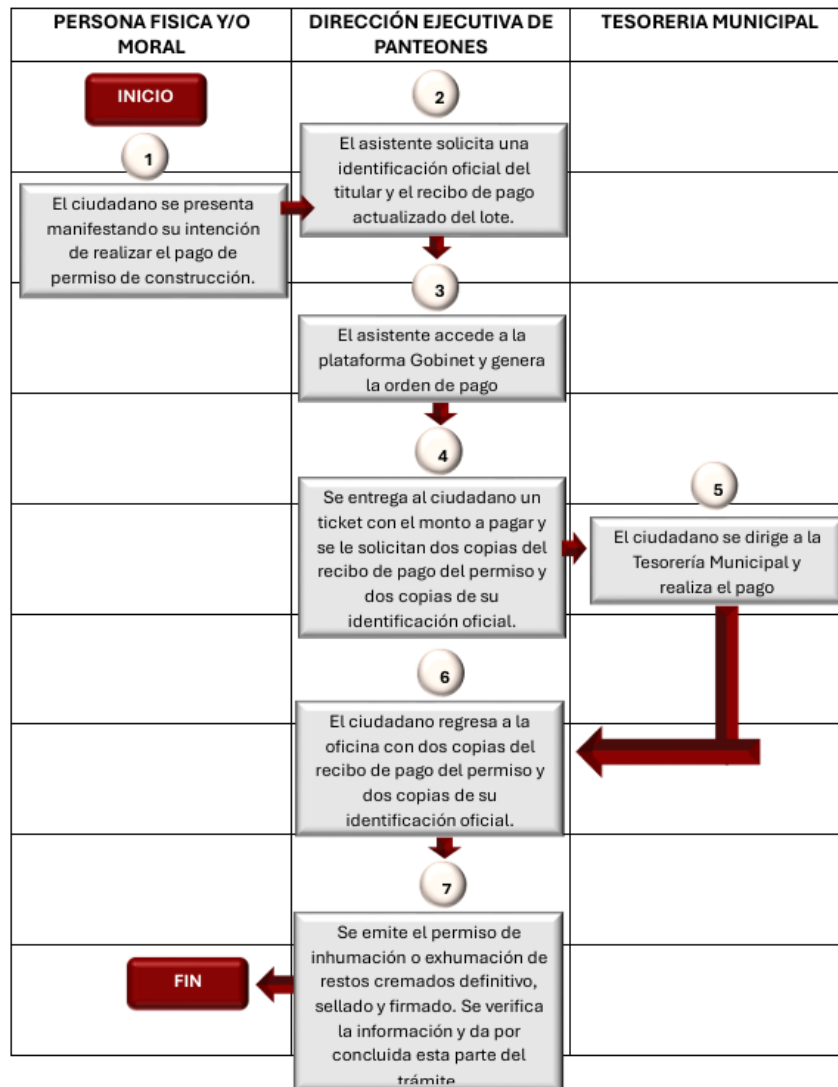 PERSONA FISICA Y/O
MORAL
DIRECCIÓN EJECUTIVA DE
PANTEONES
TESORERIA MUNICIPAL
INICIO
1
El ciudadano se presenta
manifestando su intención
de realizar el pago de
permiso de construcción.
2
El asistente solicita una
identificación oficial del
titular y el recibo de pago
actualizado del lote.
3
El asistente accede a la
plataforma Gobinet y genera
la orden de pago
4
Se entrega al ciudadano un
ticket con el monto a pagar y
se le solicitan dos copias del
recibo de pago del permiso y
dos copias de su
identificación oficial.
5
El ciudadano se dirige a la
Tesorería Municipal y
realiza el pago
6
El ciudadano regresa a la
oficina con dos copias del
recibo de pago del permiso y
dos copias de su
identificación oficial.
7
Se emite el permiso de
inhumación o exhumación de
restos cremados definitivo,
sellado y firmado. Se verifica
la información y da por
concluida esta parte del
trámite
FIN